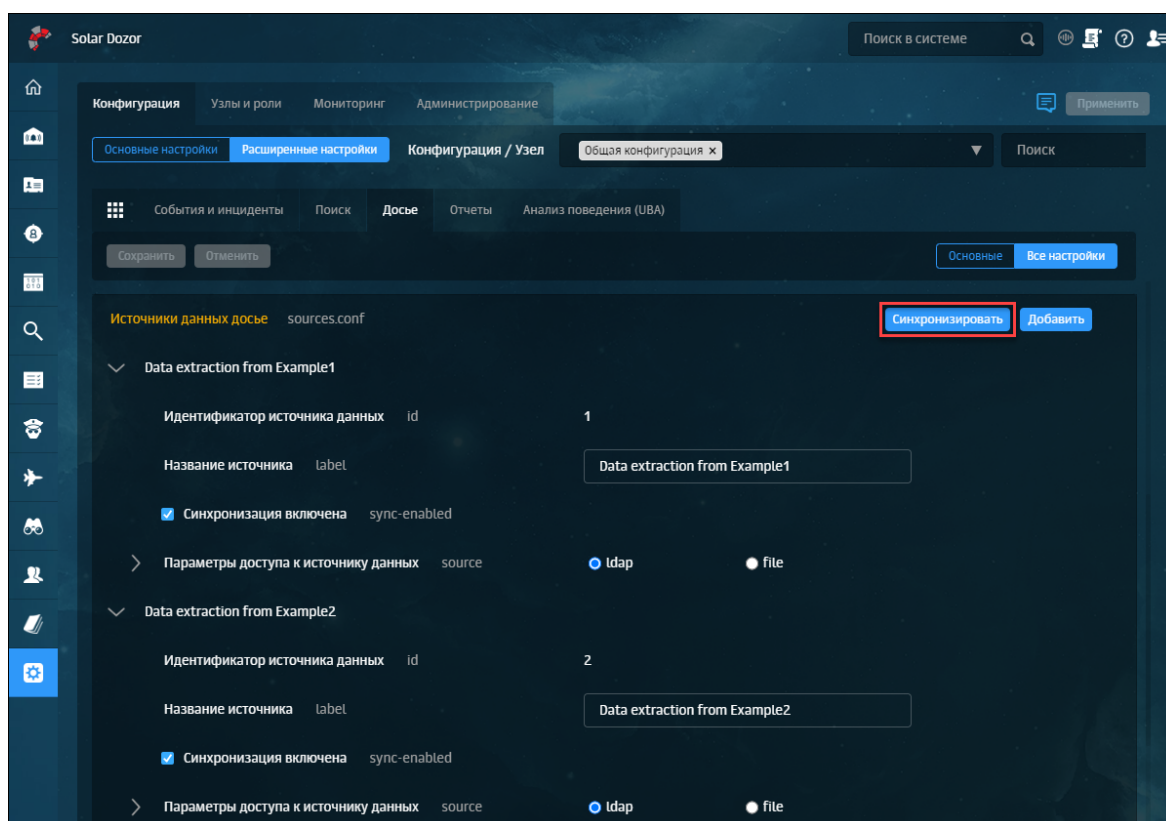 Solar Dozor
Поиск в системе
Конфигурация Узлы и роли Мониторинг Администрирование
Применить
Основные настройки Расширенные настройки Конфигурация / Узел Общая конфигурация × Поиск
События и инциденты Поиск Досье Отчеты Анализ поведения (UBA)
Сохранить Отменить Основные Все настройки
Источники данных досье sources.conf Синхронизировать Добавить
Data extraction from Example1
Идентификатор источника данных id 1
Название источника label Data extraction from Example1
Синхронизация включена sync-enabled
Параметры доступа к источнику данных source ldap file
Data extraction from Example2
Идентификатор источника данных id 2
Название источника label Data extraction from Example2
Синхронизация включена sync-enabled
Параметры доступа к источнику данных source ldap file